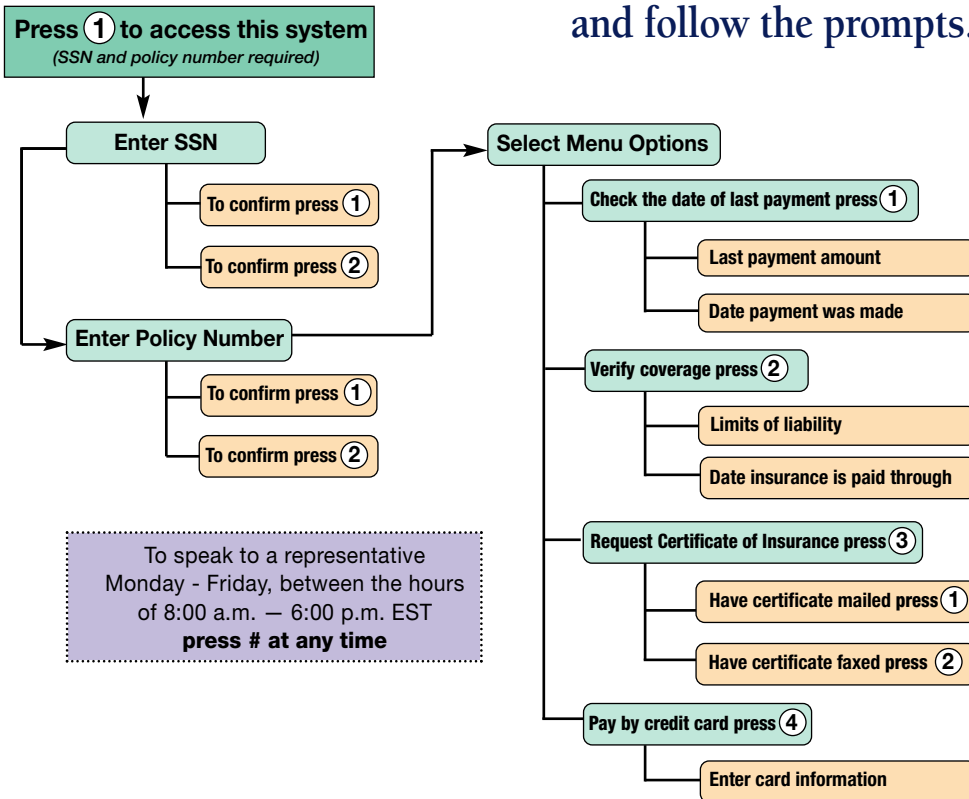 and follow the prompts.
Press 1 to access this system
(SSN and policy number required)
Enter SSN
To confirm press 1
To confirm press 2
Enter Policy Number
To confirm press 1
To confirm press 2
To speak to a representative
Monday - Friday, between the hours
of 8:00 a.m. — 6:00 p.m. EST
press # at any time
Select Menu Options
Check the date of last payment press 1
Last payment amount
Date payment was made
Verify coverage press 2
Limits of liability
Date insurance is paid through
Request Certificate of Insurance press 3
Have certificate mailed press 1
Have certificate faxed press 2
Pay by credit card press 4
Enter card information